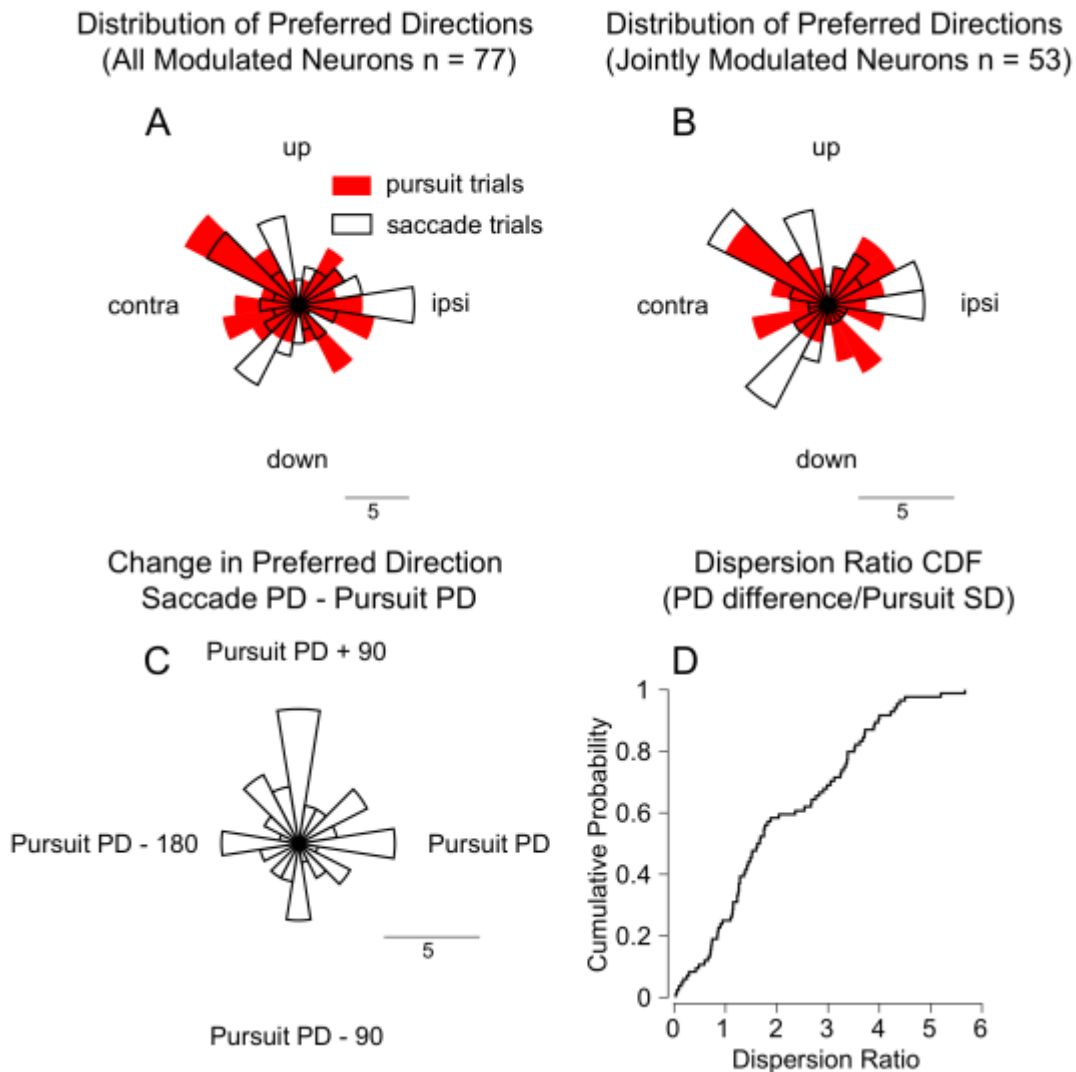 Distribution of Preferred Directions
(All Modulated Neurons n = 77)
Distribution of Preferred Directions
(Jointly Modulated Neurons n = 53)
A
up
pursuit trials
saccade trials
contra
ipsi
down
5
B
up
contra
ipsi
down
5
Change in Preferred Direction
Saccade PD - Pursuit PD
C
Pursuit PD + 90
Pursuit PD - 180
Pursuit PD
5
Pursuit PD - 90
Dispersion Ratio CDF
(PD difference/Pursuit SD)
D
Cumulative Probability
1
0.8
0.6
0.4
0.2
0
0 1 2 3 4 5 6
Dispersion Ratio